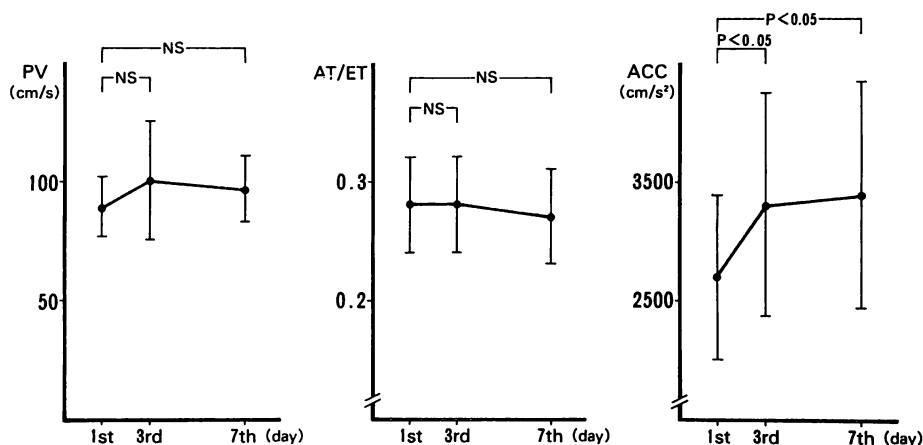 PV
(cm/s)
NS
NS
100
50
1st 3rd 7th (day)
AT/ET
NS
NS
0.3
0.2
1st 3rd 7th (day)
ACC
(cm/s²)
P<0.05
P<0.05
3500
2500
1st 3rd 7th (day)